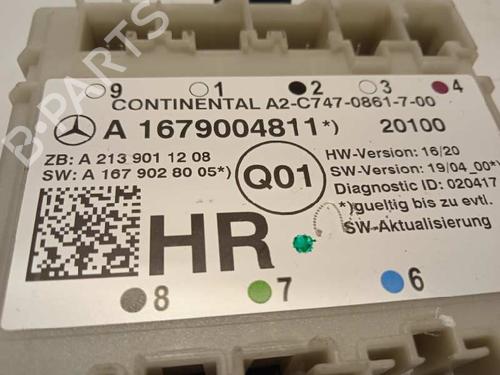 9 1 2 3 4
CONTINENTAL A2-C747-0861-7-00
A 1679004811*) 20100
ZB: A 213 901 12 08
SW: A 167 902 80 05*)
Q01
HW-Version: 16/20
SW-Version: 19/04_00*)
Diagnostic ID: 020417
*)gueltig bis zu evtl.
SW-Aktualisierung
HR
8 7 6
B-PARTS